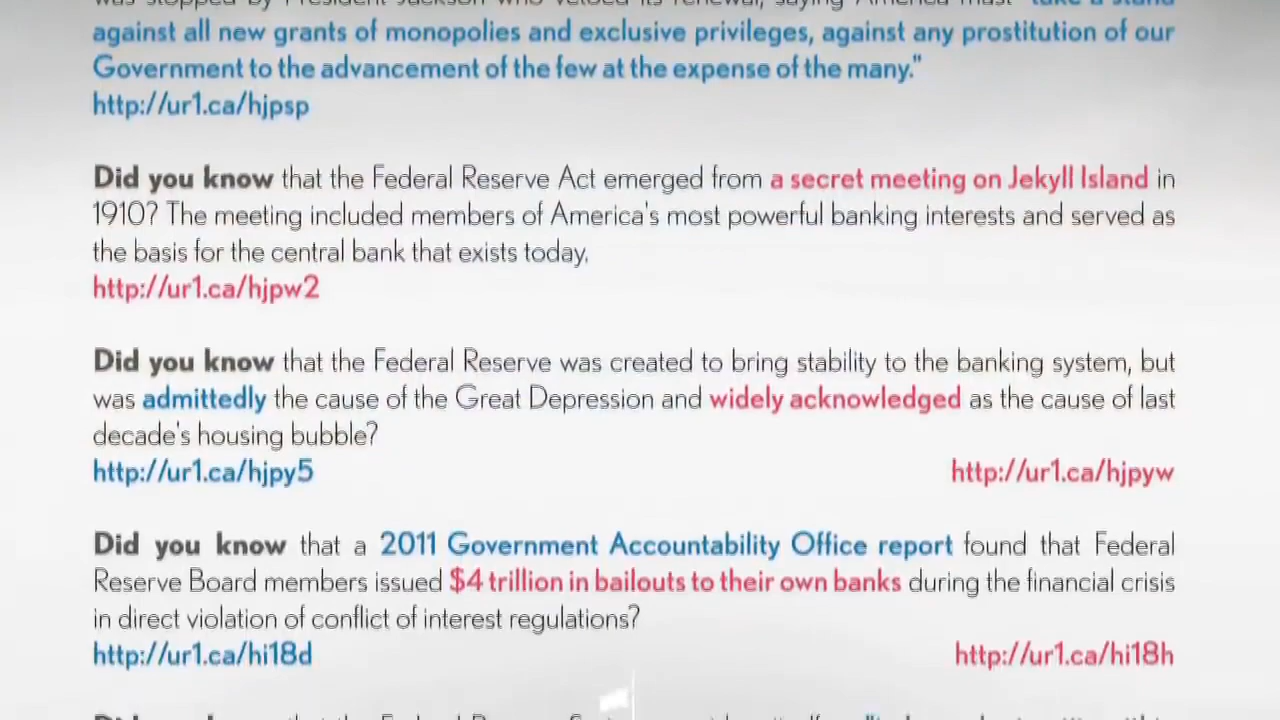 against all new grants of monopolies and exclusive privileges, against any prostitution of our
Government to the advancement of the few at the expense of the many."
http://ur1.ca/hjpsp
Did you know that the Federal Reserve Act emerged from a secret meeting on Jekyll Island in
1910? The meeting included members of America's most powerful banking interests and served as
the basis for the central bank that exists today.
http://ur1.ca/hjpw2
Did you know that the Federal Reserve was created to bring stability to the banking system, but
was admittedly the cause of the Great Depression and widely acknowledged as the cause of last
decade's housing bubble?
http://ur1.ca/hjpy5 http://ur1.ca/hjpyw
Did you know that a 2011 Government Accountability Office report found that Federal
Reserve Board members issued $4 trillion in bailouts to their own banks during the financial crisis
in direct violation of conflict of interest regulations?
http://ur1.ca/hi18d http://ur1.ca/hi18h